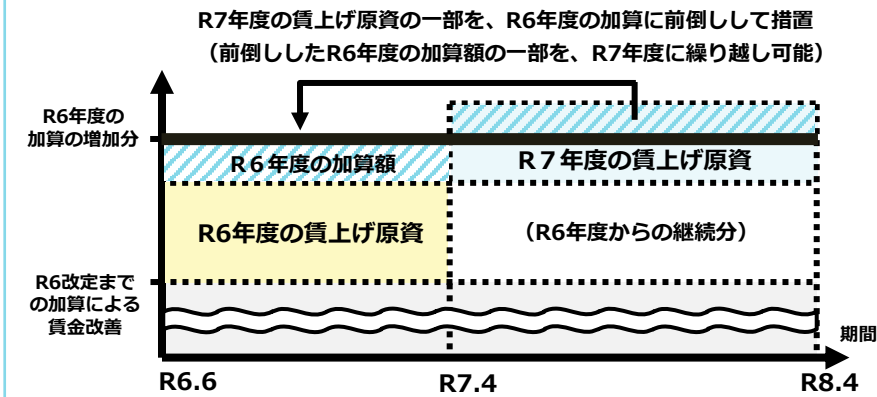 R7年度の賃上げ原資の一部を、R6年度の加算に前倒しして措置
（前倒ししたR6年度の加算額の一部を、R7年度に繰り越し可能）
R6年度の
加算の増加分
R６年度の加算額
R７年度の賃上げ原資
R6年度の賃上げ原資
（R6年度からの継続分）
R6改定まで
の加算による
賃金改善
期間
R6.6
R7.4
R8.4